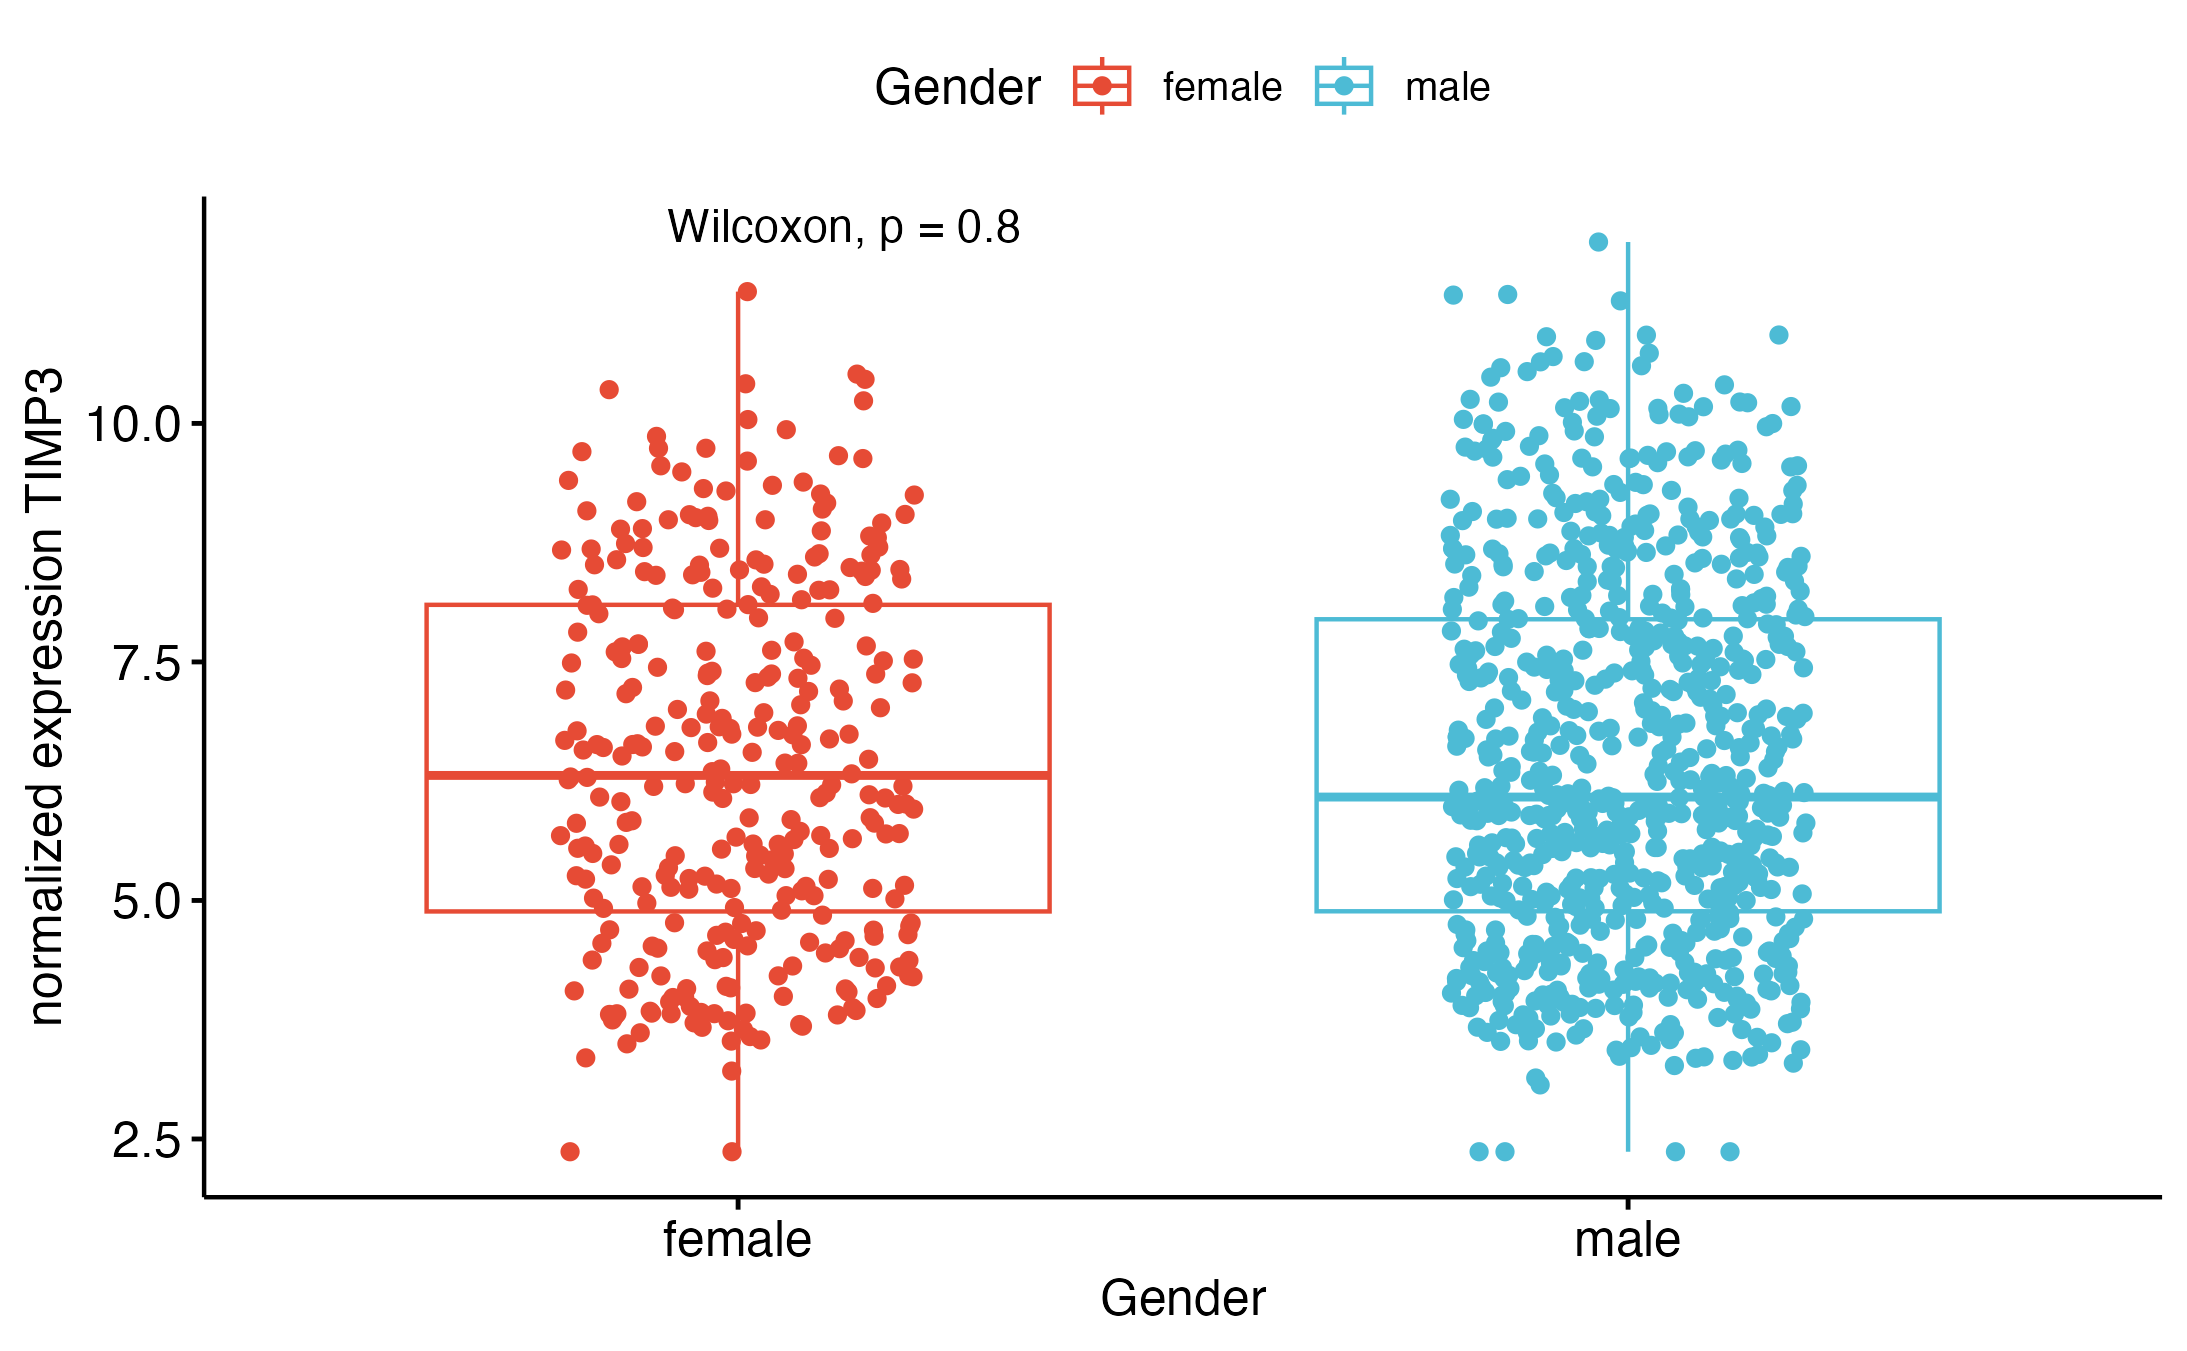 Gender female male
Wilcoxon, p = 0.8
normalized expression TIMP3
10.0
7.5
5.0
2.5
female male
Gender